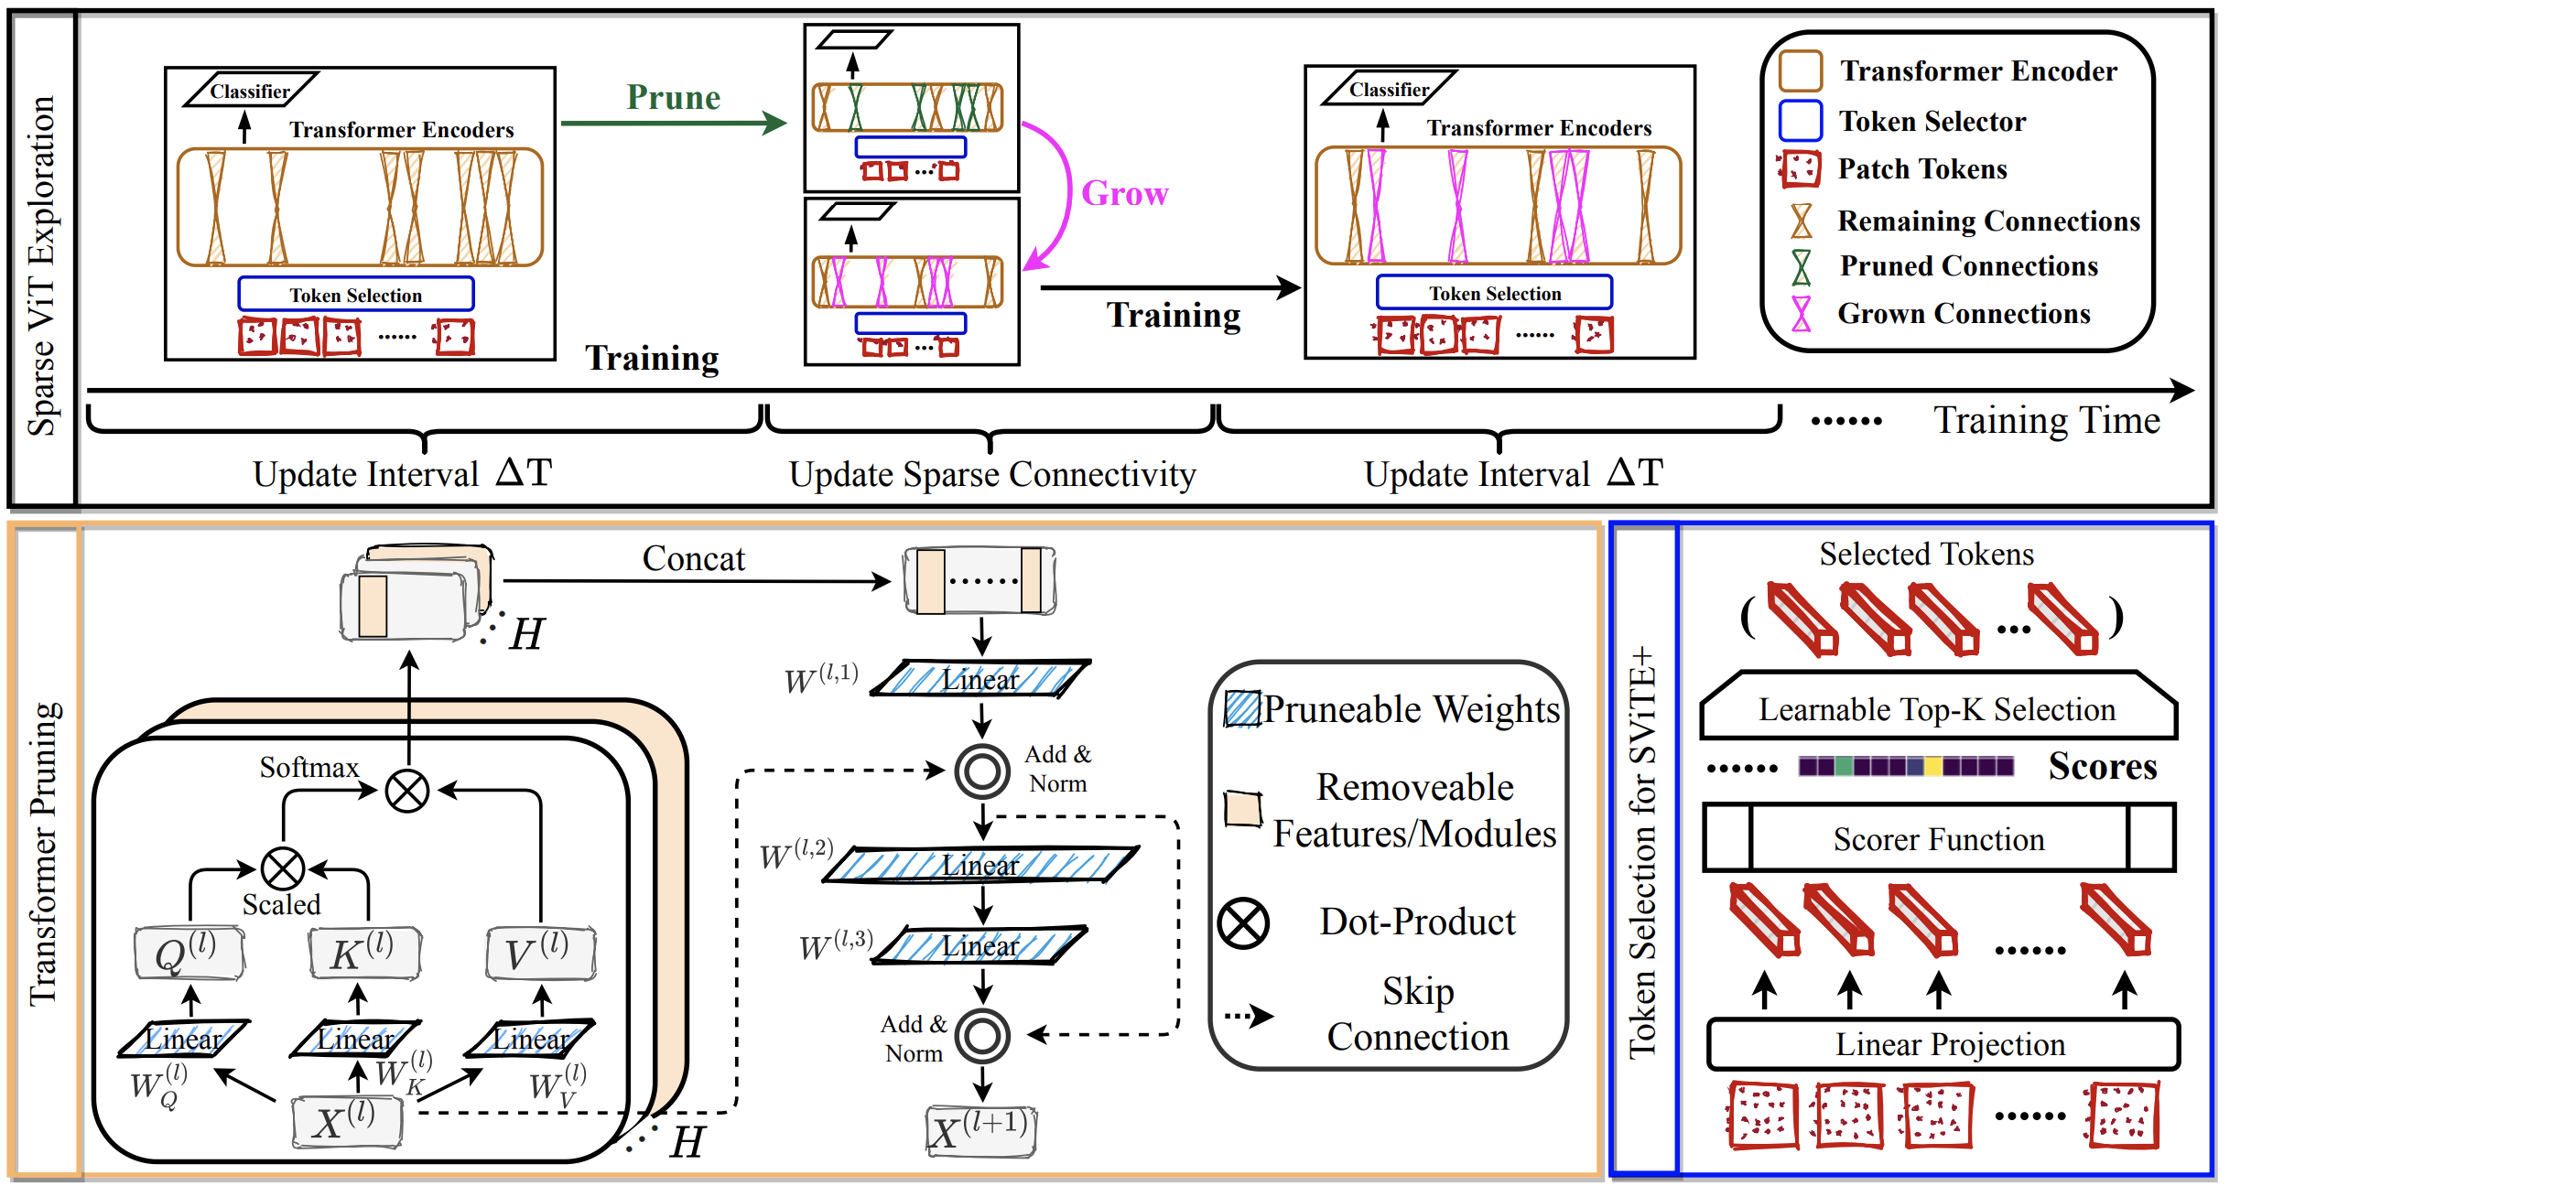 Sparse ViT Exploration
Classifier
Transformer Encoders
Token Selection
......
Prune
...
Grow
...
Training
Training
Classifier
Transformer Encoders
Token Selection
......
Transformer Encoder
Token Selector
Patch Tokens
Remaining Connections
Pruned Connections
Grown Connections
...... Training Time
Update Interval ΔT
Update Sparse Connectivity
Update Interval ΔT
Transformer Pruning
H
Concat
......
Softmax
Scaled
Q^(l)
K^(l)
V^(l)
Linear
Linear
Linear
W_Q^(l)
W_K^(l)
W_V^(l)
X^(l)
H
W^(l,1)
Linear
Add &
Norm
W^(l,2)
Linear
W^(l,3)
Linear
Add &
Norm
X^(l+1)
Pruneable Weights
Removeable
Features/Modules
Dot-Product
Skip
Connection
Token Selection for SViTE+
Selected Tokens
( ... )
Learnable Top-K Selection
...... Scores
Scorer Function
......
Linear Projection
......